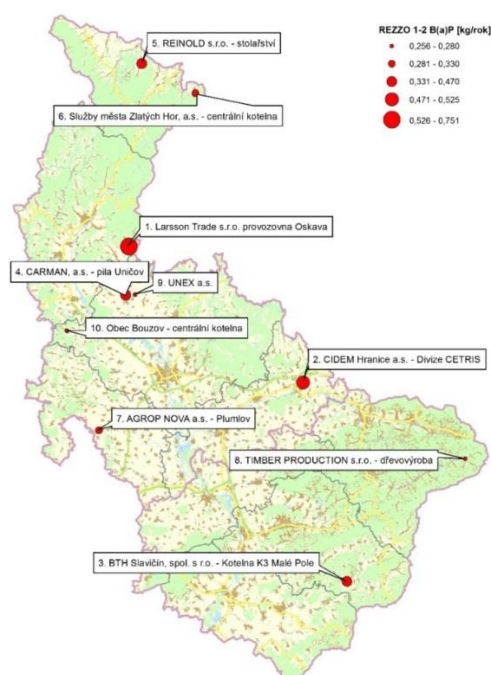 REZZO 1-2 B(a)P [kg/rok]
0,256 - 0,280
0,281 - 0,330
0,331 - 0,470
0,471 - 0,525
0,526 - 0,751
5. REINOLD s.r.o. - stolařství
6. Služby města Zlatých Hor, a.s. - centrální kotelna
1. Larsson Trade s.r.o. provozovna Oskava
4. CARMAN, a.s. - pila Uničov
9. UNEX a.s.
10. Obec Bouzov - centrální kotelna
2. CIDEM Hranice a.s. - Divize CETRIS
7. AGROP NOVA a.s. - Plumlov
8. TIMBER PRODUCTION s.r.o. - dřevovýroba
3. BTH Slavičín, spol. s r.o. - Kotelna K3 Malé Pole